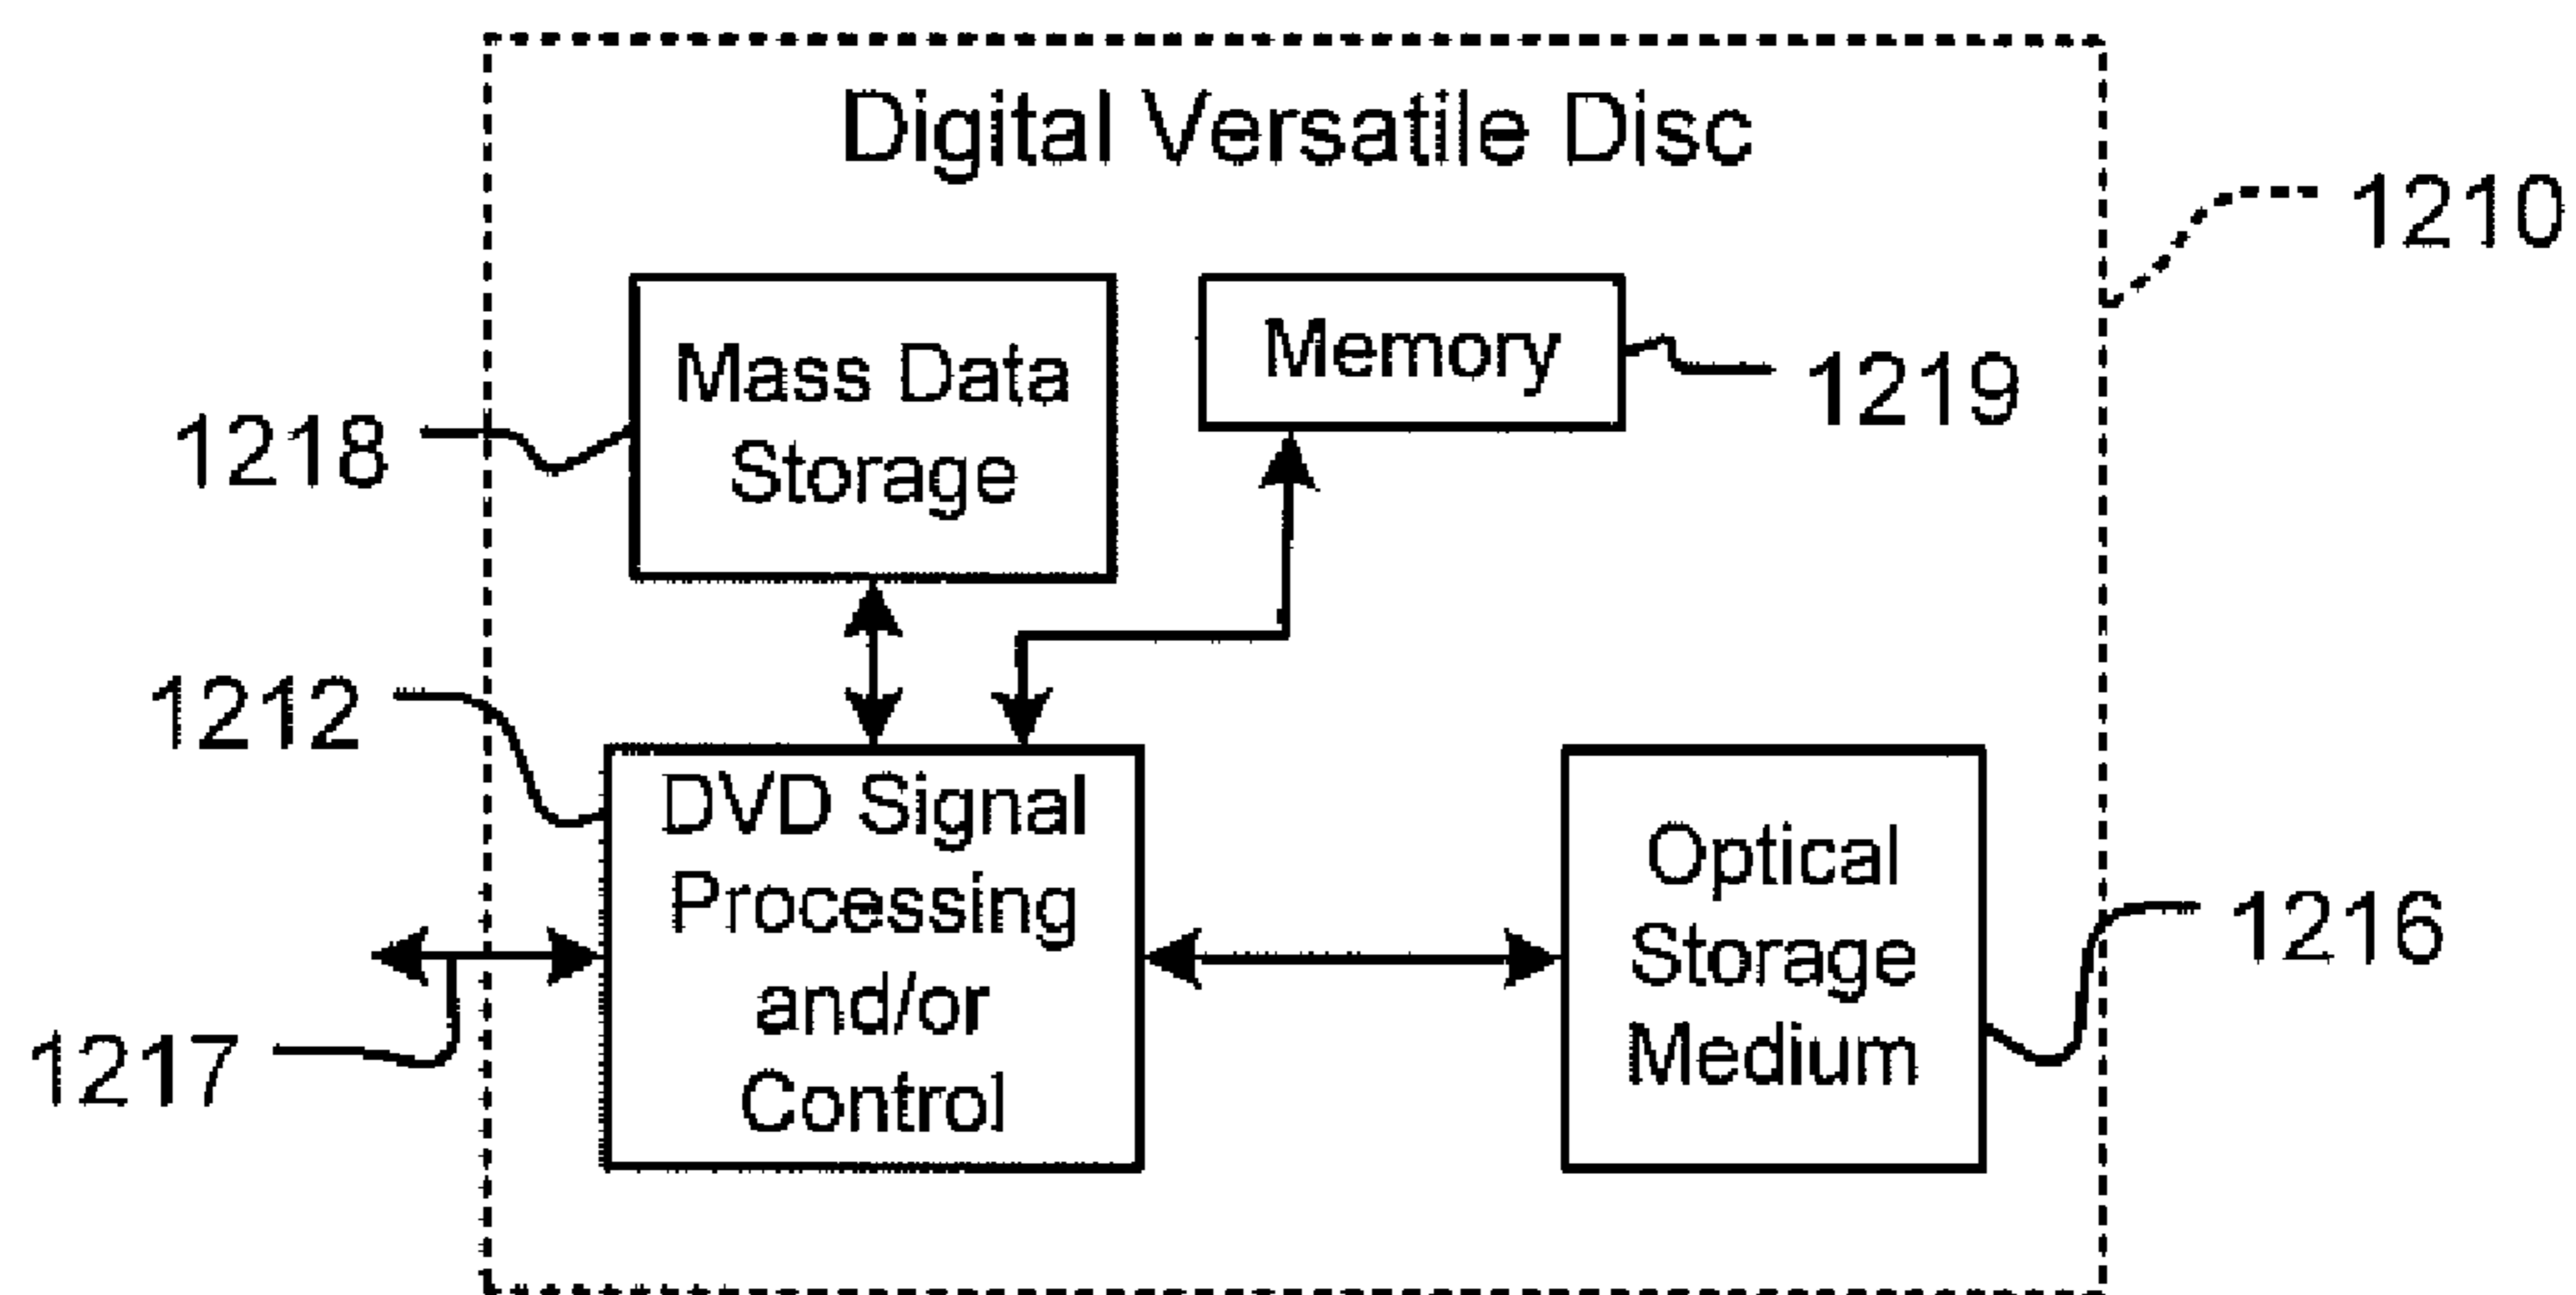 Digital Versatile Disc
1210
Mass Data
Storage
Memory
1218
1219
1212
DVD Signal
Processing
and/or
Control
Optical
Storage
Medium
1216
1217